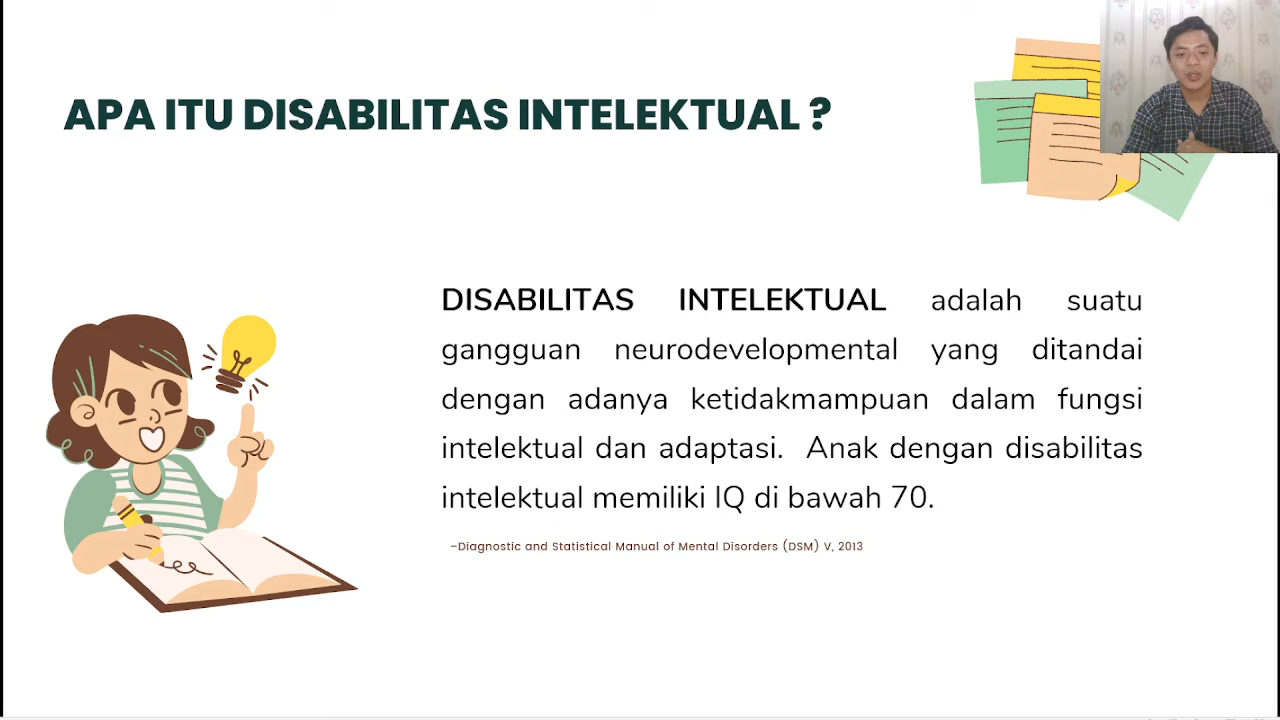 APA ITU DISABILITAS INTELEKTUAL ?
DISABILITAS INTELEKTUAL adalah suatu
gangguan neurodevelopmental yang ditandai
dengan adanya ketidakmampuan dalam fungsi
intelektual dan adaptasi. Anak dengan disabilitas
intelektual memiliki IQ di bawah 70.
–Diagnostic and Statistical Manual of Mental Disorders (DSM) V, 2013